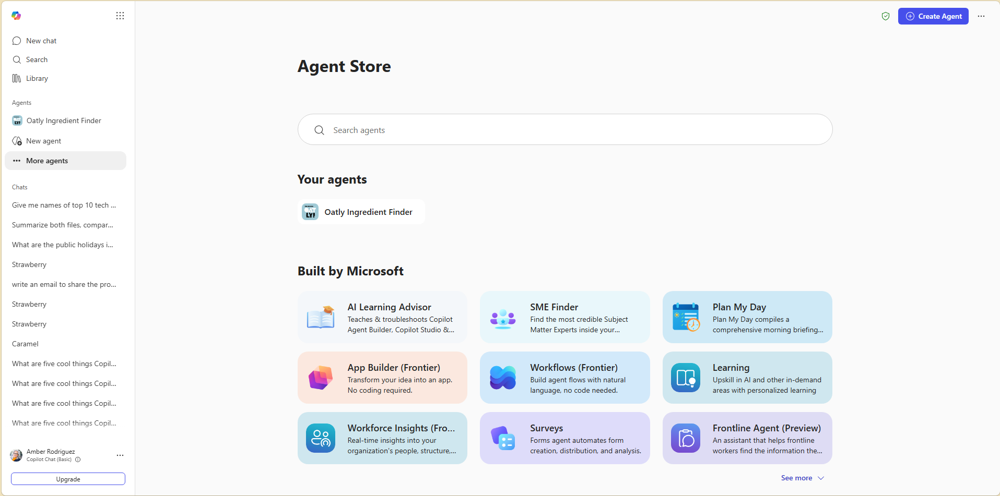 New chat
Search
Library
Agents
Oatly Ingredient Finder
New agent
More agents
Chats
Give me names of top 10 tech ...
Summarize both files, compar...
What are the public holidays i...
Strawberry
write an email to share the pro...
Strawberry
Strawberry
Caramel
What are five cool things Copil...
What are five cool things Copil...
What are five cool things Copil...
What are five cool things Copil...
Amber Rodriguez
Copilot Chat (Basic)
Upgrade
Create Agent
Agent Store
Search agents
Your agents
OATLY!
Oatly Ingredient Finder
Built by Microsoft
AI Learning Advisor
Teaches & troubleshoots Copilot
Agent Builder, Copilot Studio &...
SME Finder
Find the most credible Subject
Matter Experts inside your...
Plan My Day
Plan My Day compiles a
comprehensive morning briefing...
App Builder (Frontier)
Transform your idea into an app.
No coding required.
Workflows (Frontier)
Build agent flows with natural
language, no code needed.
Learning
Upskill in AI and other in-demand
areas with personalized learning
Workforce Insights (Fro...
Real-time insights into your
organization's people, structure,...
Surveys
Forms agent automates form
creation, distribution, and analysis.
Frontline Agent (Preview)
An assistant that helps frontline
workers find the information the...
See more